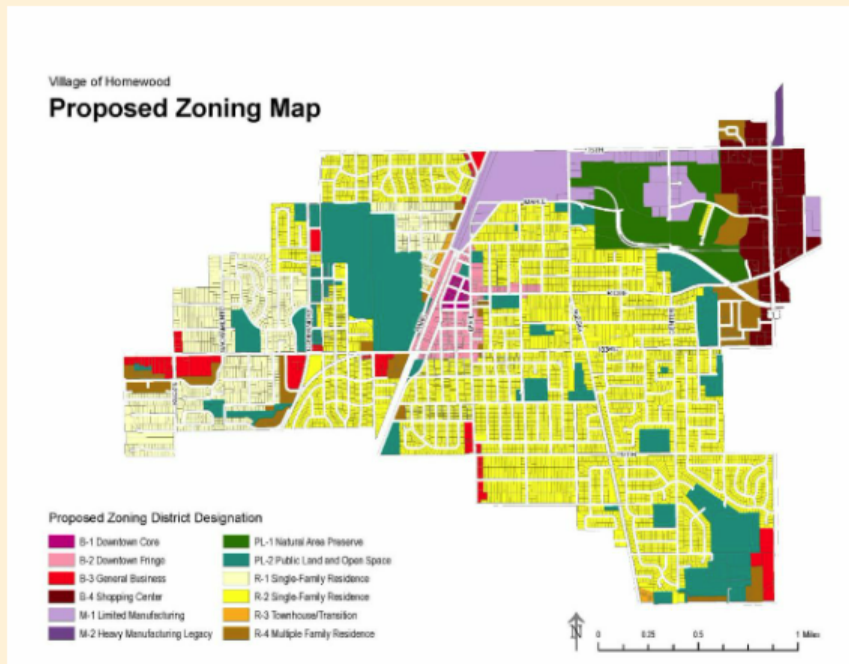 Village of Homewood
Proposed Zoning Map
Proposed Zoning District Designation
B-1 Downtown Core
B-2 Downtown Fringe
B-3 General Business
B-4 Shopping Center
M-1 Limited Manufacturing
M-2 Heavy Manufacturing Legacy
PL-1 Natural Area Preserve
PL-2 Public Land and Open Space
R-1 Single-Family Residence
R-2 Single-Family Residence
R-3 Townhouse/Transition
R-4 Multiple Family Residence
N
0 0.25 0.5 1 Miles